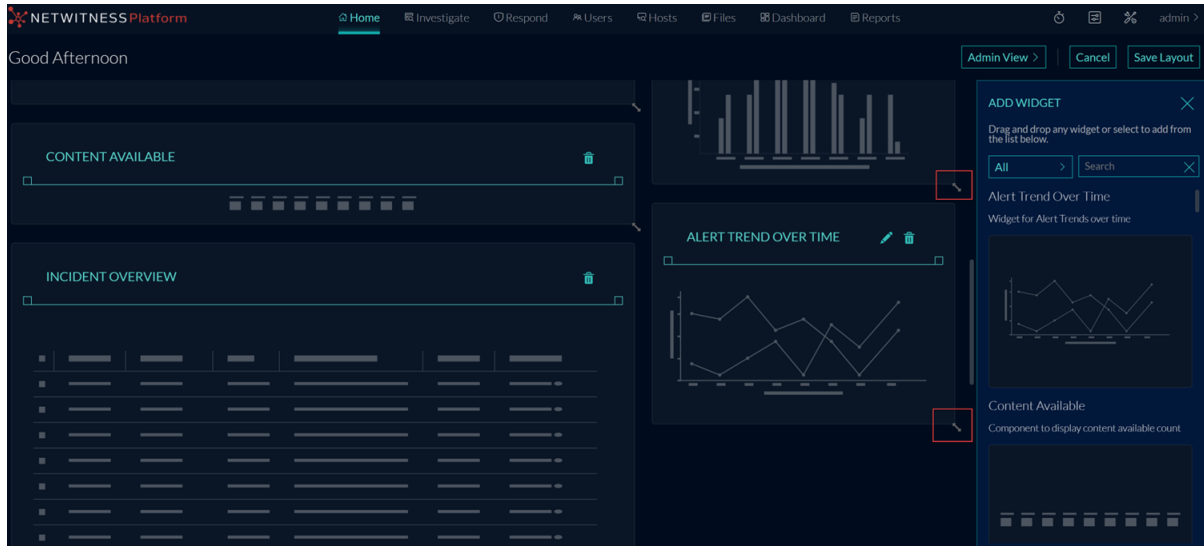 NETWITNESS Platform
Home Investigate Respond Users Hosts Files Dashboard Reports admin >
Good Afternoon
Admin View > Cancel Save Layout
CONTENT AVAILABLE
INCIDENT OVERVIEW
ALERT TREND OVER TIME
ADD WIDGET
Drag and drop any widget or select to add from
the list below.
All > Search
Alert Trend Over Time
Widget for Alert Trends over time
Content Available
Component to display content available count